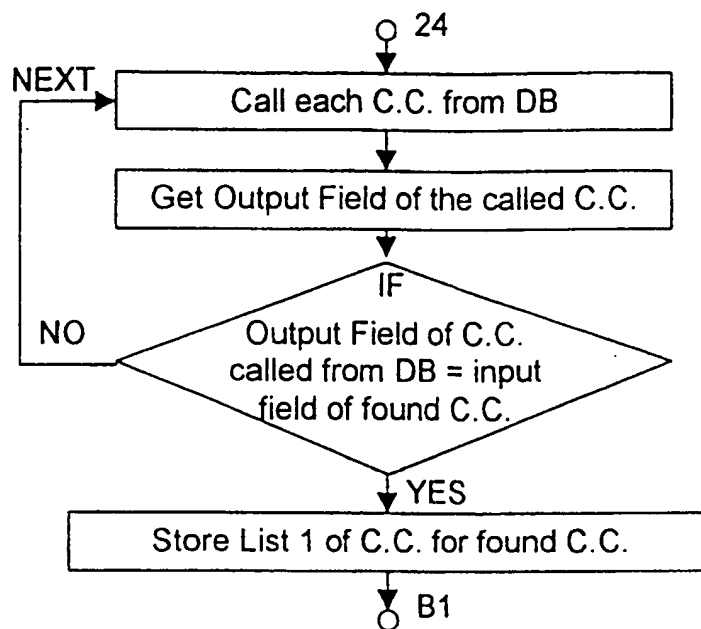 24
NEXT
Call each C.C. from DB
Get Output Field of the called C.C.
IF
NO
Output Field of C.C.
called from DB = input
field of found C.C.
YES
Store List 1 of C.C. for found C.C.
B1